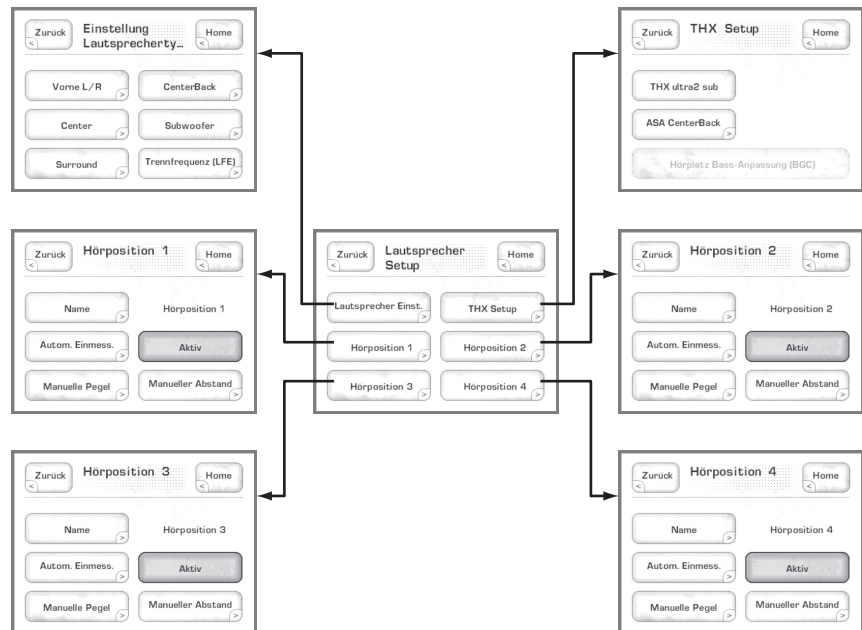 Zurück
Einstellung
Lautsprecherty...
Home
Vorne L/R
CenterBack
Center
Subwoofer
Surround
Trennfrequenz (LFE)
Zurück
THX Setup
Home
THX ultra2 sub
ASA CenterBack
Hörplatz Bass-Anpassung (BGC)
Zurück
Hörposition 1
Home
Name
Hörposition 1
Autom. Einmess.
Aktiv
Manuelle Pegel
Manueller Abstand
Zurück
Lautsprecher
Setup
Home
Lautsprecher Einst.
THX Setup
Hörposition 1
Hörposition 2
Hörposition 3
Hörposition 4
Zurück
Hörposition 2
Home
Name
Hörposition 2
Autom. Einmess.
Aktiv
Manuelle Pegel
Manueller Abstand
Zurück
Hörposition 3
Home
Name
Hörposition 3
Autom. Einmess.
Aktiv
Manuelle Pegel
Manueller Abstand
Zurück
Hörposition 4
Home
Name
Hörposition 4
Autom. Einmess.
Aktiv
Manuelle Pegel
Manueller Abstand